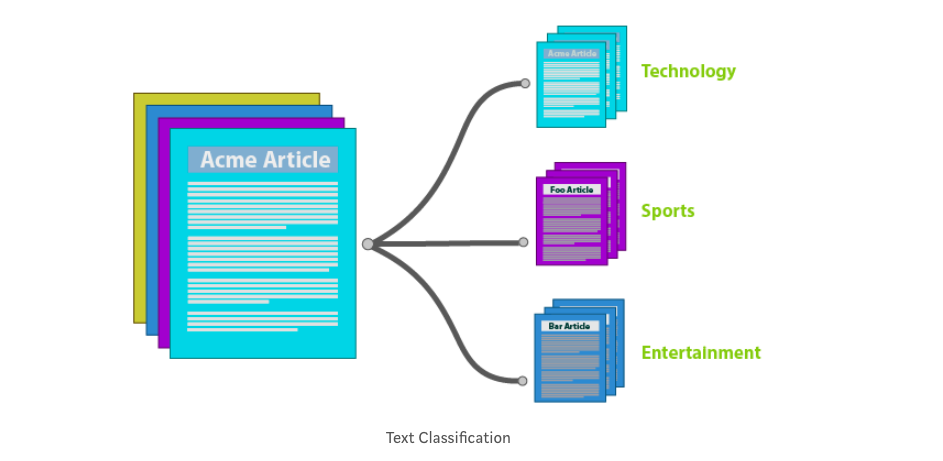 Acme Article
Acme Article
Technology
Foo Article
Sports
Bar Article
Entertainment
Text Classification